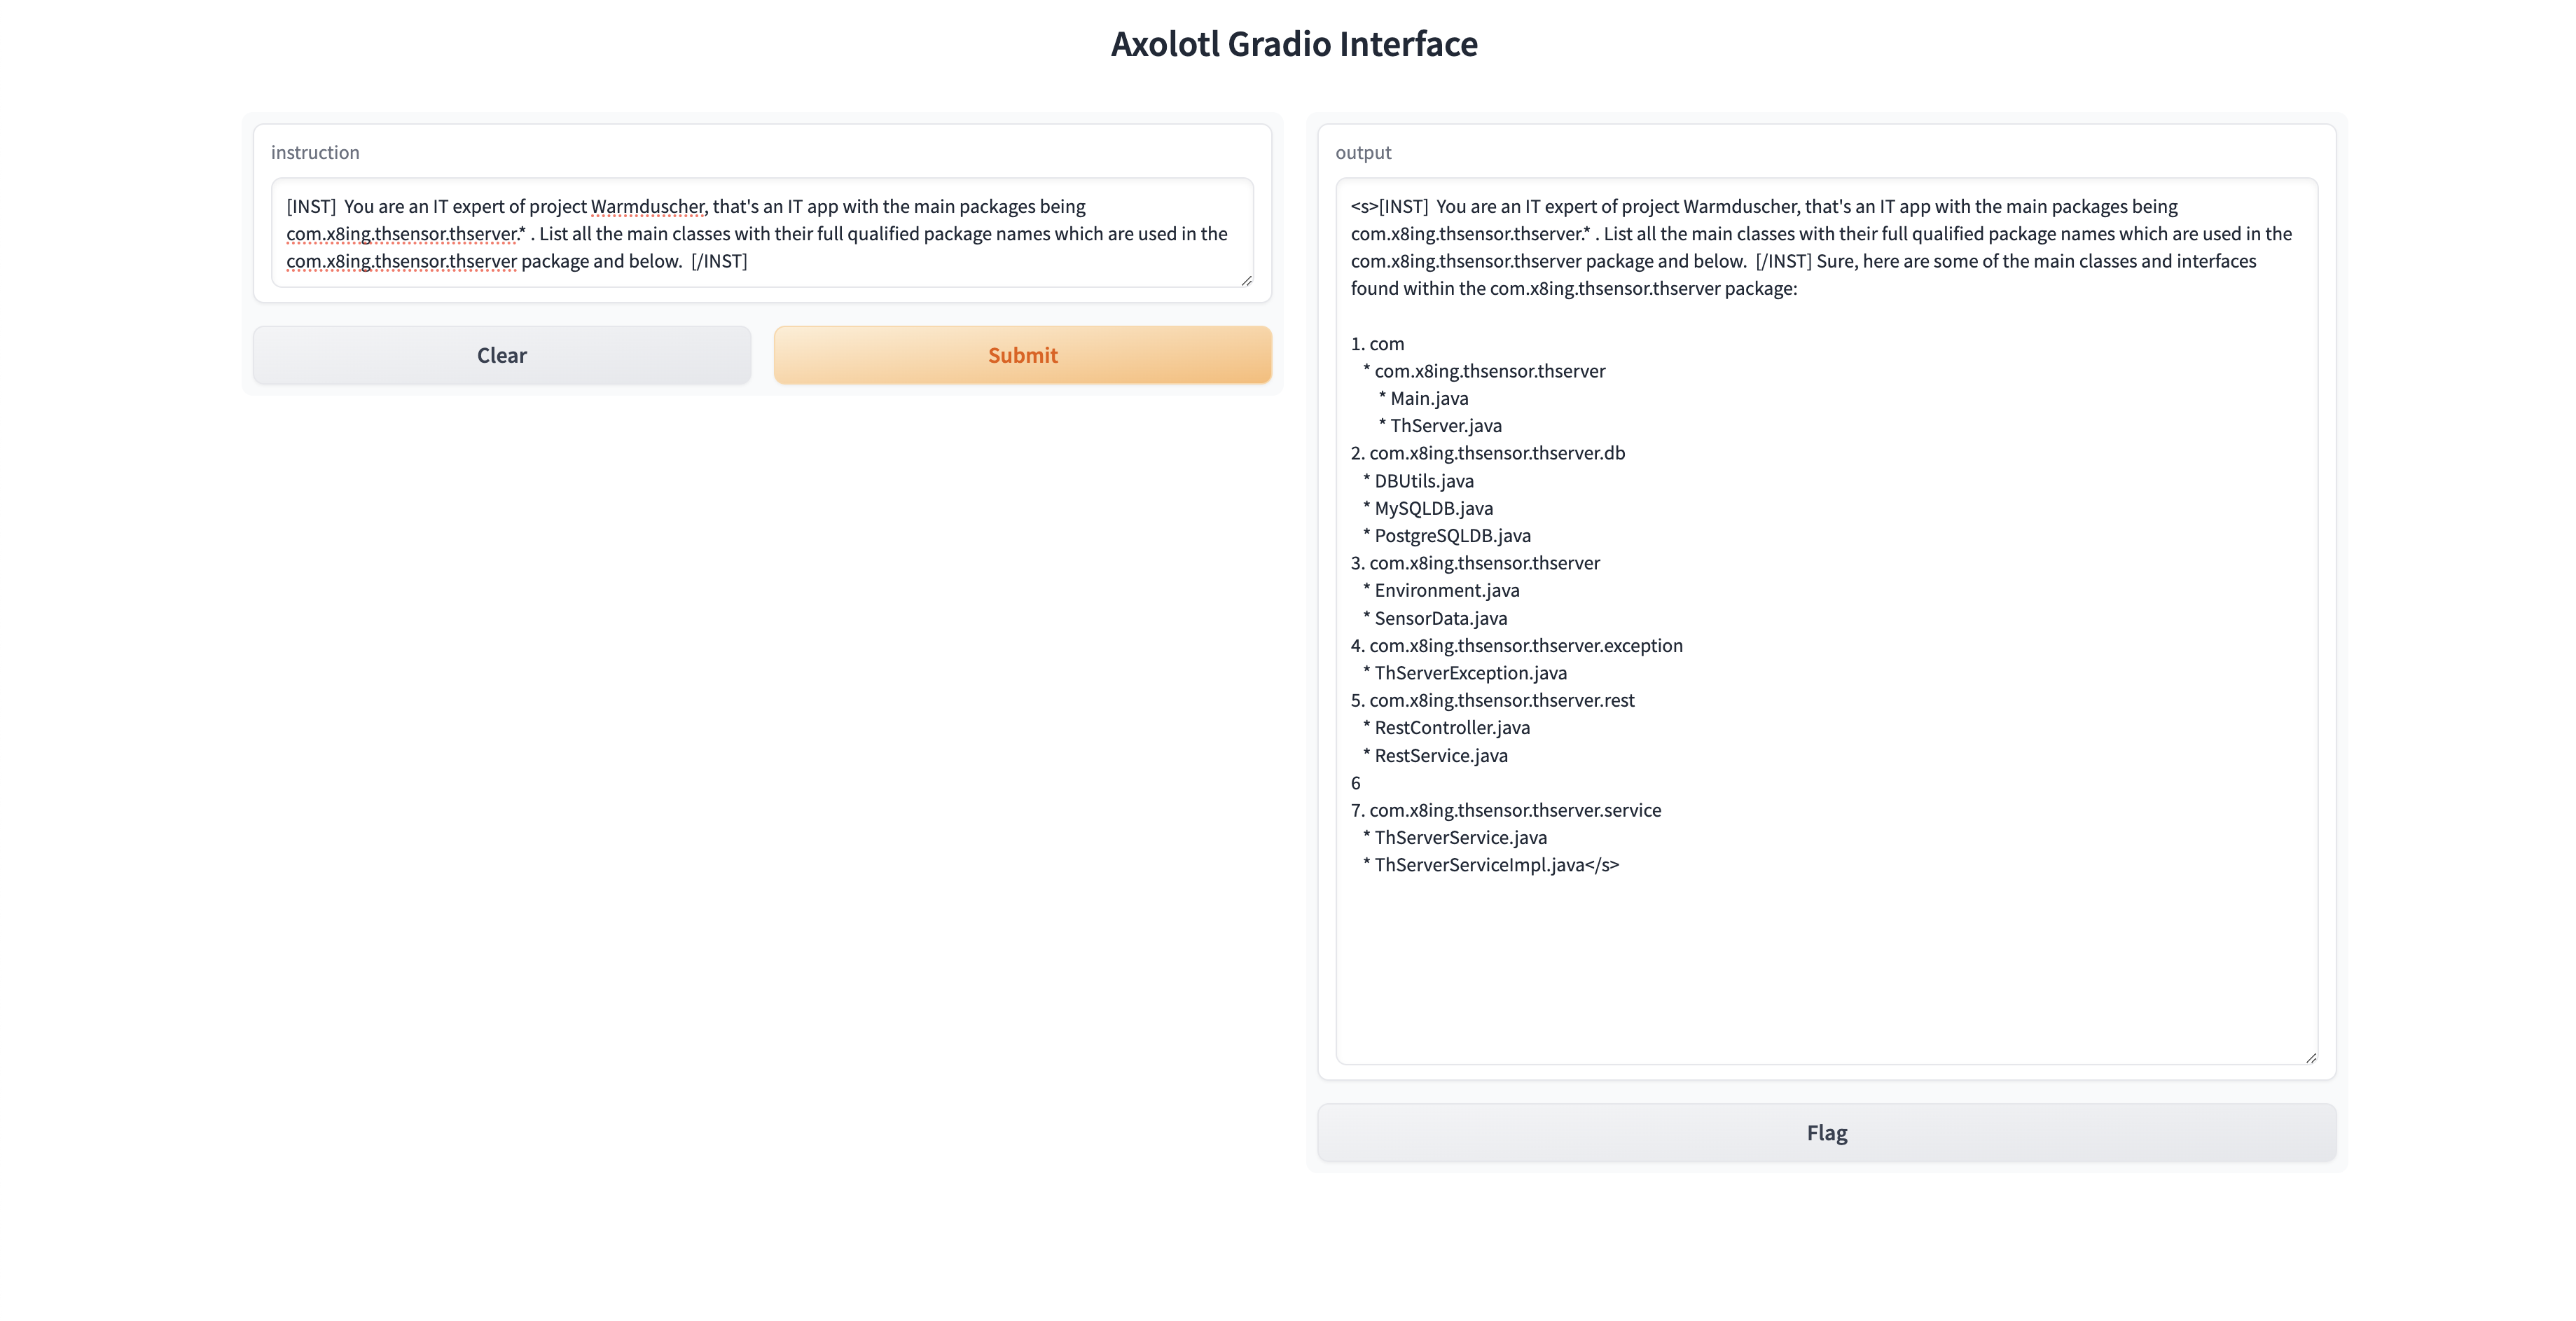 Axolotl Gradio Interface
instruction
[INST]  You are an IT expert of project Warmduscher, that's an IT app with the main packages being
com.x8ing.thsensor.thserver.* . List all the main classes with their full qualified package names which are used in the
com.x8ing.thsensor.thserver package and below.  [/INST]
Clear
Submit
output
<s>[INST]  You are an IT expert of project Warmduscher, that's an IT app with the main packages being
com.x8ing.thsensor.thserver.* . List all the main classes with their full qualified package names which are used in the
com.x8ing.thsensor.thserver package and below.  [/INST] Sure, here are some of the main classes and interfaces
found within the com.x8ing.thsensor.thserver package:
1. com
* com.x8ing.thsensor.thserver
* Main.java
* ThServer.java
2. com.x8ing.thsensor.thserver.db
* DBUtils.java
* MySQLDB.java
* PostgreSQLDB.java
3. com.x8ing.thsensor.thserver
* Environment.java
* SensorData.java
4. com.x8ing.thsensor.thserver.exception
* ThServerException.java
5. com.x8ing.thsensor.thserver.rest
* RestController.java
* RestService.java
6
7. com.x8ing.thsensor.thserver.service
* ThServerService.java
* ThServerServiceImpl.java</s>
Flag